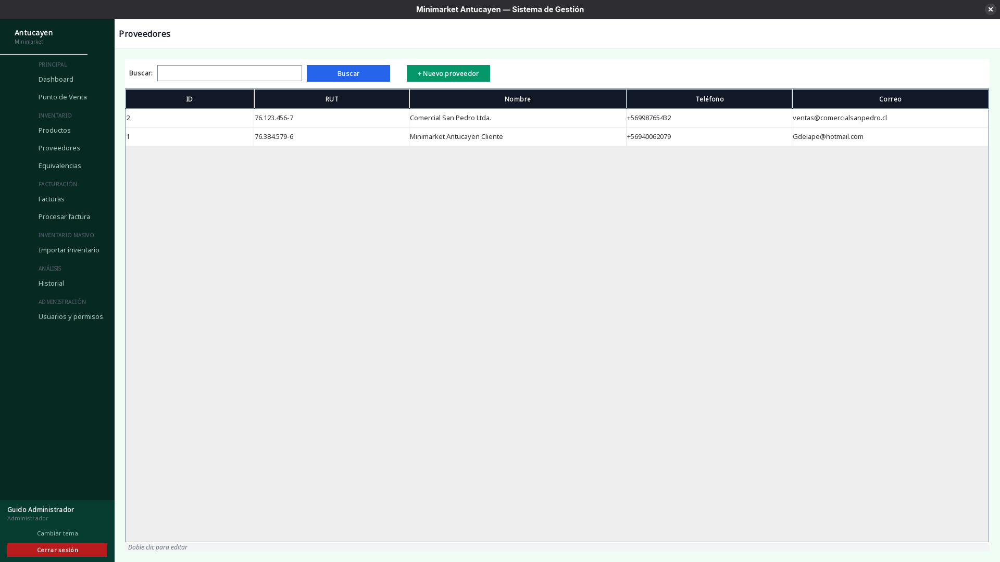 Minimarket Antucayen — Sistema de Gestión
Antucayen
Minimarket
PRINCIPAL
Dashboard
Punto de Venta
INVENTARIO
Productos
Proveedores
Equivalencias
FACTURACIÓN
Facturas
Procesar factura
INVENTARIO MASIVO
Importar inventario
ANÁLISIS
Historial
ADMINISTRACIÓN
Usuarios y permisos
Guido Administrador
Administrador
Cambiar tema
Cerrar sesión
Proveedores
Buscar: Buscar + Nuevo proveedor
ID RUT Nombre Teléfono Correo
2 76.123.456-7 Comercial San Pedro Ltda. +56998765432 ventas@comercialsanpedro.cl
1 76.384.579-6 Minimarket Antucayen Cliente +56940062079 Gdelape@hotmail.com
Doble clic para editar